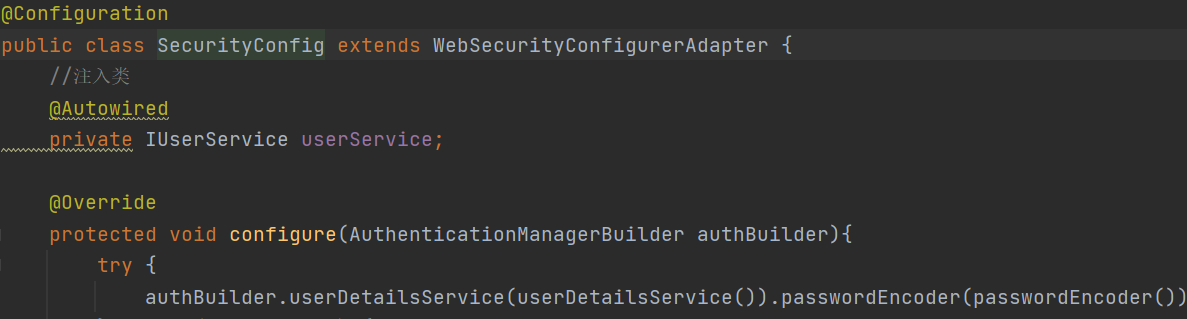 @Configuration
public class SecurityConfig extends WebSecurityConfigurerAdapter {
//注入类
@Autowired
private IUserService userService;
@Override
protected void configure(AuthenticationManagerBuilder authBuilder){
try {
authBuilder.userDetailsService(userDetailsService()).passwordEncoder(passwordEncoder())